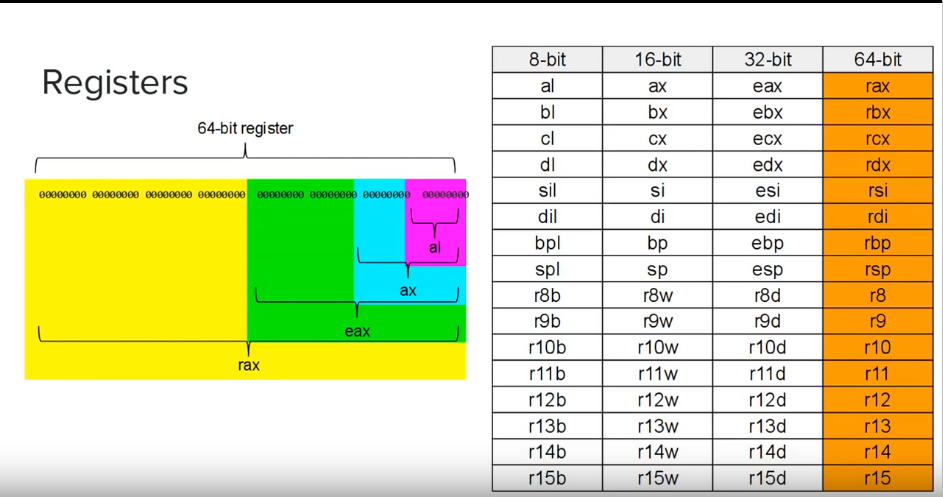 Registers
64-bit register
00000000 00000000 00000000 00000000 00000000 00000000 00000000 00000000
al
ax
eax
rax
8-bit 16-bit 32-bit 64-bit
al ax eax rax
bl bx ebx rbx
cl cx ecx rcx
dl dx edx rdx
sil si esi rsi
dil di edi rdi
bpl bp ebp rbp
spl sp esp rsp
r8b r8w r8d r8
r9b r9w r9d r9
r10b r10w r10d r10
r11b r11w r11d r11
r12b r12w r12d r12
r13b r13w r13d r13
r14b r14w r14d r14
r15b r15w r15d r15